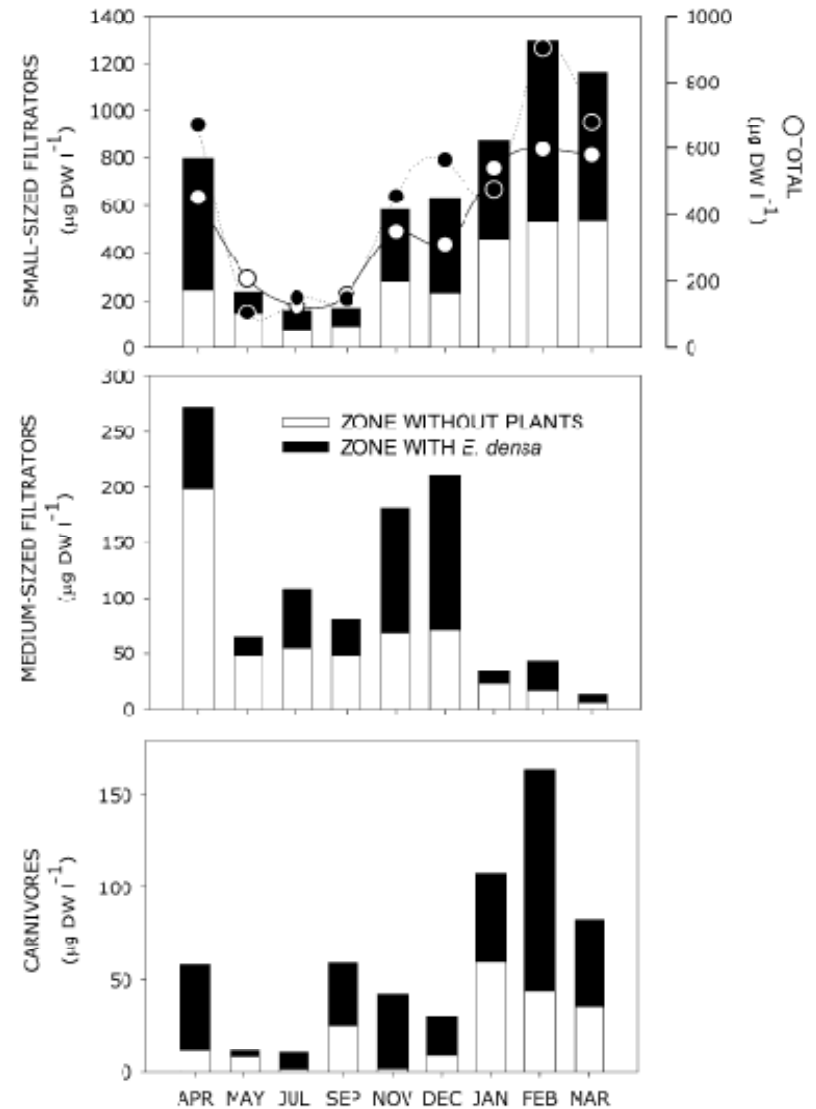 1400
1200
1000
800
600
400
200
0
SMALL-SIZED FILTRATORS
(µg DW l⁻¹)
1000
800
600
400
200
0
TOTAL
(µg DW l⁻¹)
300
250
200
150
100
50
0
MEDIUM-SIZED FILTRATORS
(µg DW l⁻¹)
ZONE WITHOUT PLANTS
ZONE WITH E. densa
150
100
50
0
CARNIVORES
(µg DW l⁻¹)
APR MAY JUL SEP NOV DEC JAN FEB MAR